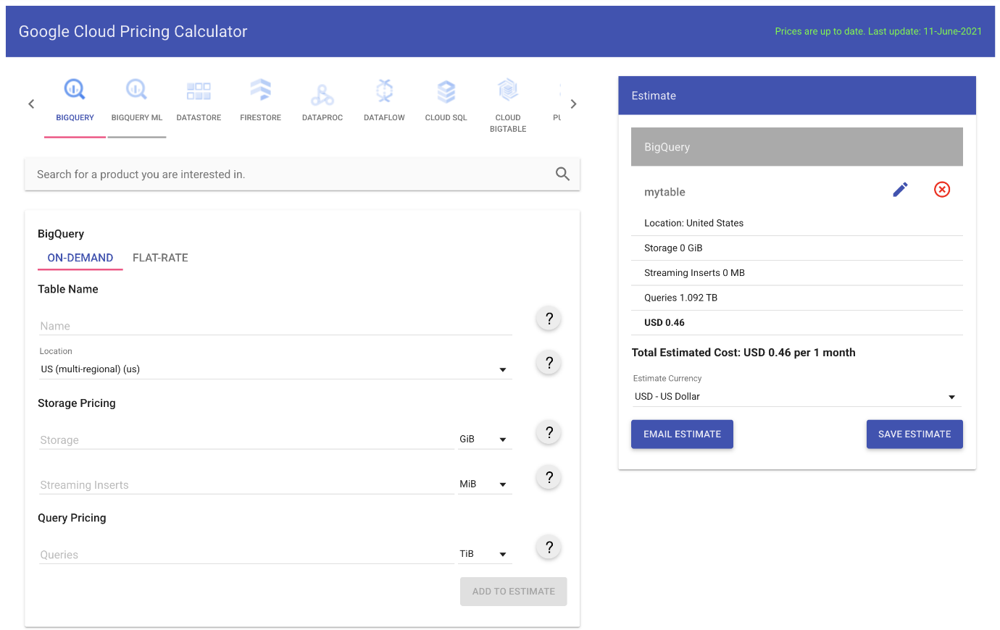 Google Cloud Pricing Calculator
Prices are up to date. Last update: 11-June-2021
BIGQUERY
BIGQUERY ML
DATASTORE
FIRESTORE
DATAPROC
DATAFLOW
CLOUD SQL
CLOUD
BIGTABLE
Search for a product you are interested in.
BigQuery
ON-DEMAND
FLAT-RATE
Table Name
Name
?
Location
US (multi-regional) (us)
?
Storage Pricing
Storage
GiB
?
Streaming Inserts
MiB
?
Query Pricing
Queries
TiB
?
ADD TO ESTIMATE
Estimate
BigQuery
mytable
Location: United States
Storage 0 GiB
Streaming Inserts 0 MB
Queries 1.092 TB
USD 0.46
Total Estimated Cost: USD 0.46 per 1 month
Estimate Currency
USD - US Dollar
EMAIL ESTIMATE
SAVE ESTIMATE